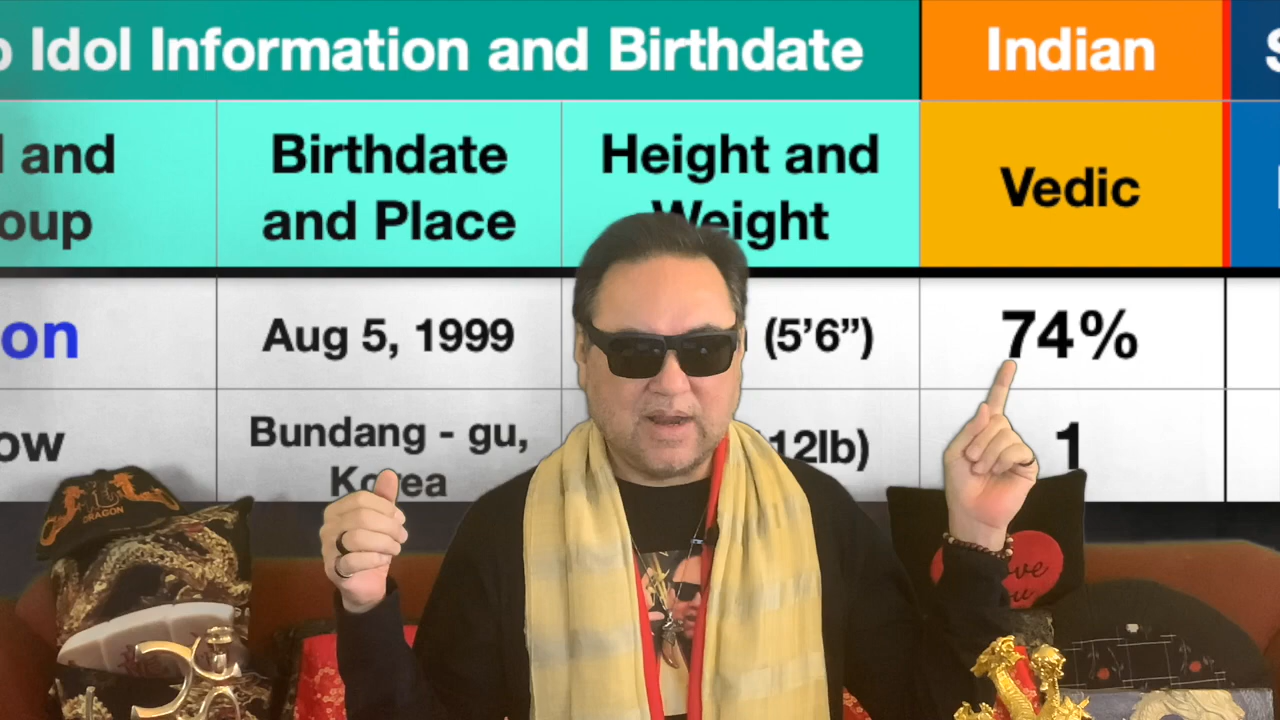 Idol Information and Birthdate
Indian
and
oup
Birthdate
and Place
Height and
Weight
Vedic
on
Aug 5, 1999
(5’6”)
74%
ow
Bundang - gu,
Korea
12lb)
1
DRAGON